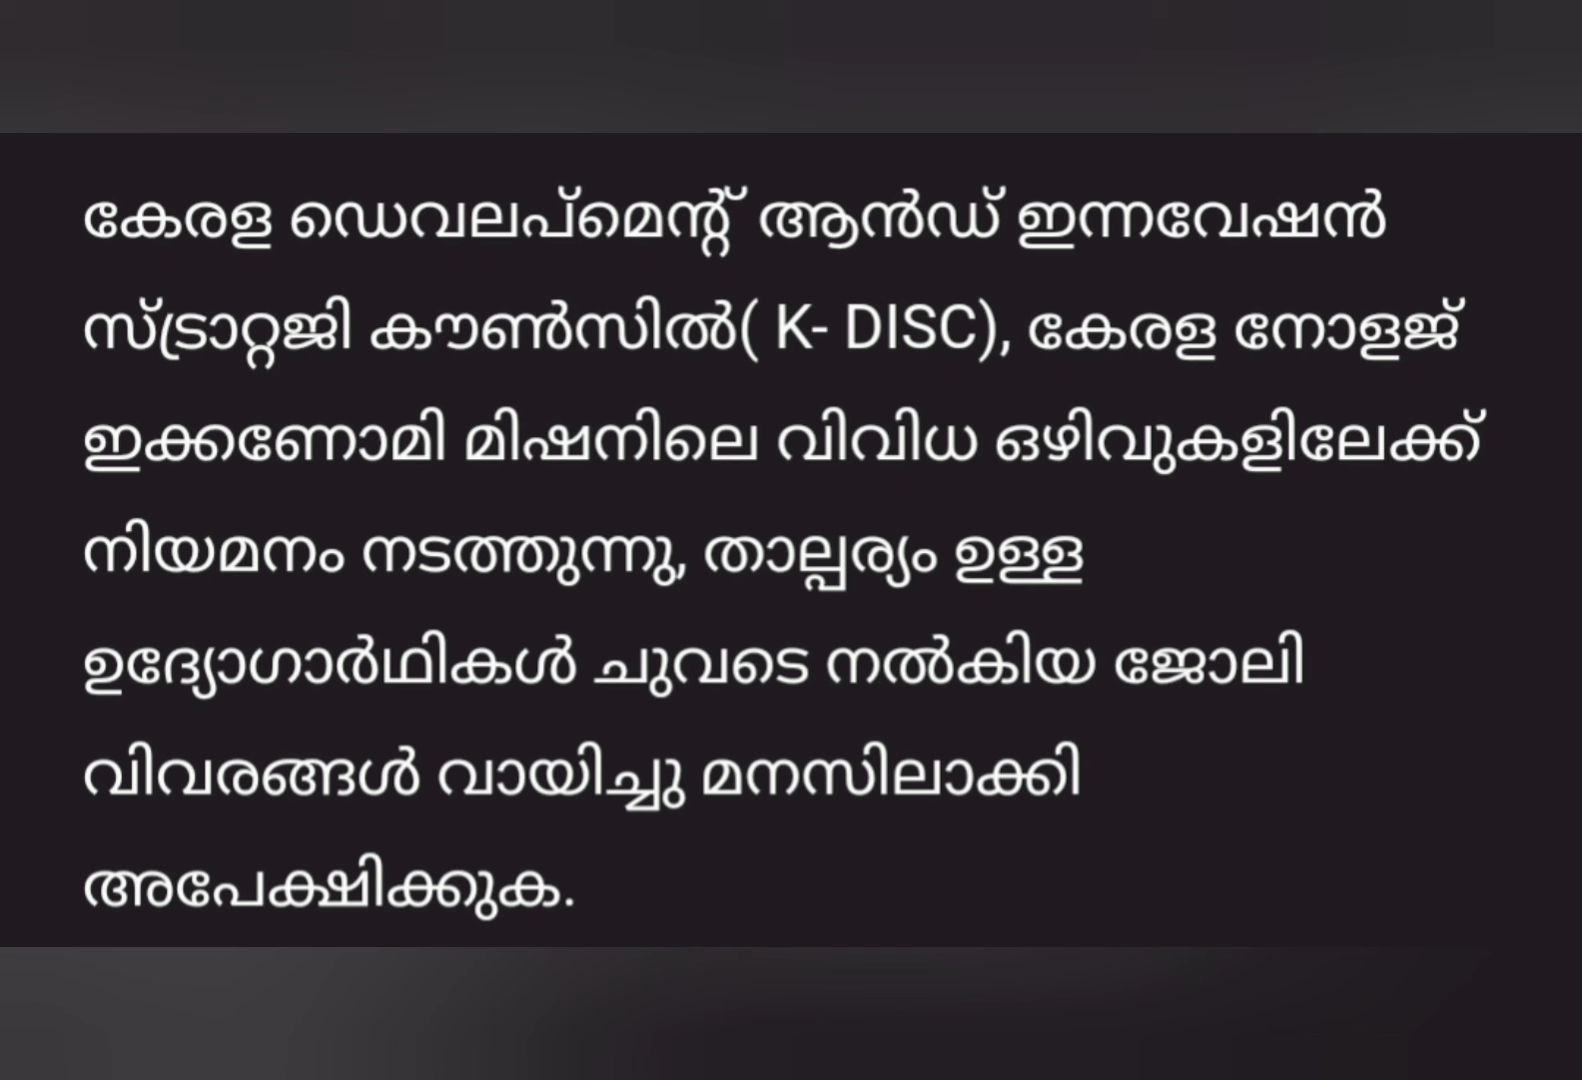 കേരള ഡെവലപ്മെന്റ് ആൻഡ് ഇന്നവേഷൻ
സ്ട്രാറ്റജി കൗൺസിൽ( K- DISC), കേരള നോളജ്
ഇക്കണോമി മിഷനിലെ വിവിധ ഒഴിവുകളിലേക്ക്
നിയമനം നടത്തുന്നു, താല്പര്യം ഉള്ള
ഉദ്യോഗാർഥികൾ ചുവടെ നൽകിയ ജോലി
വിവരങ്ങൾ വായിച്ചു മനസിലാക്കി
അപേക്ഷിക്കുക.